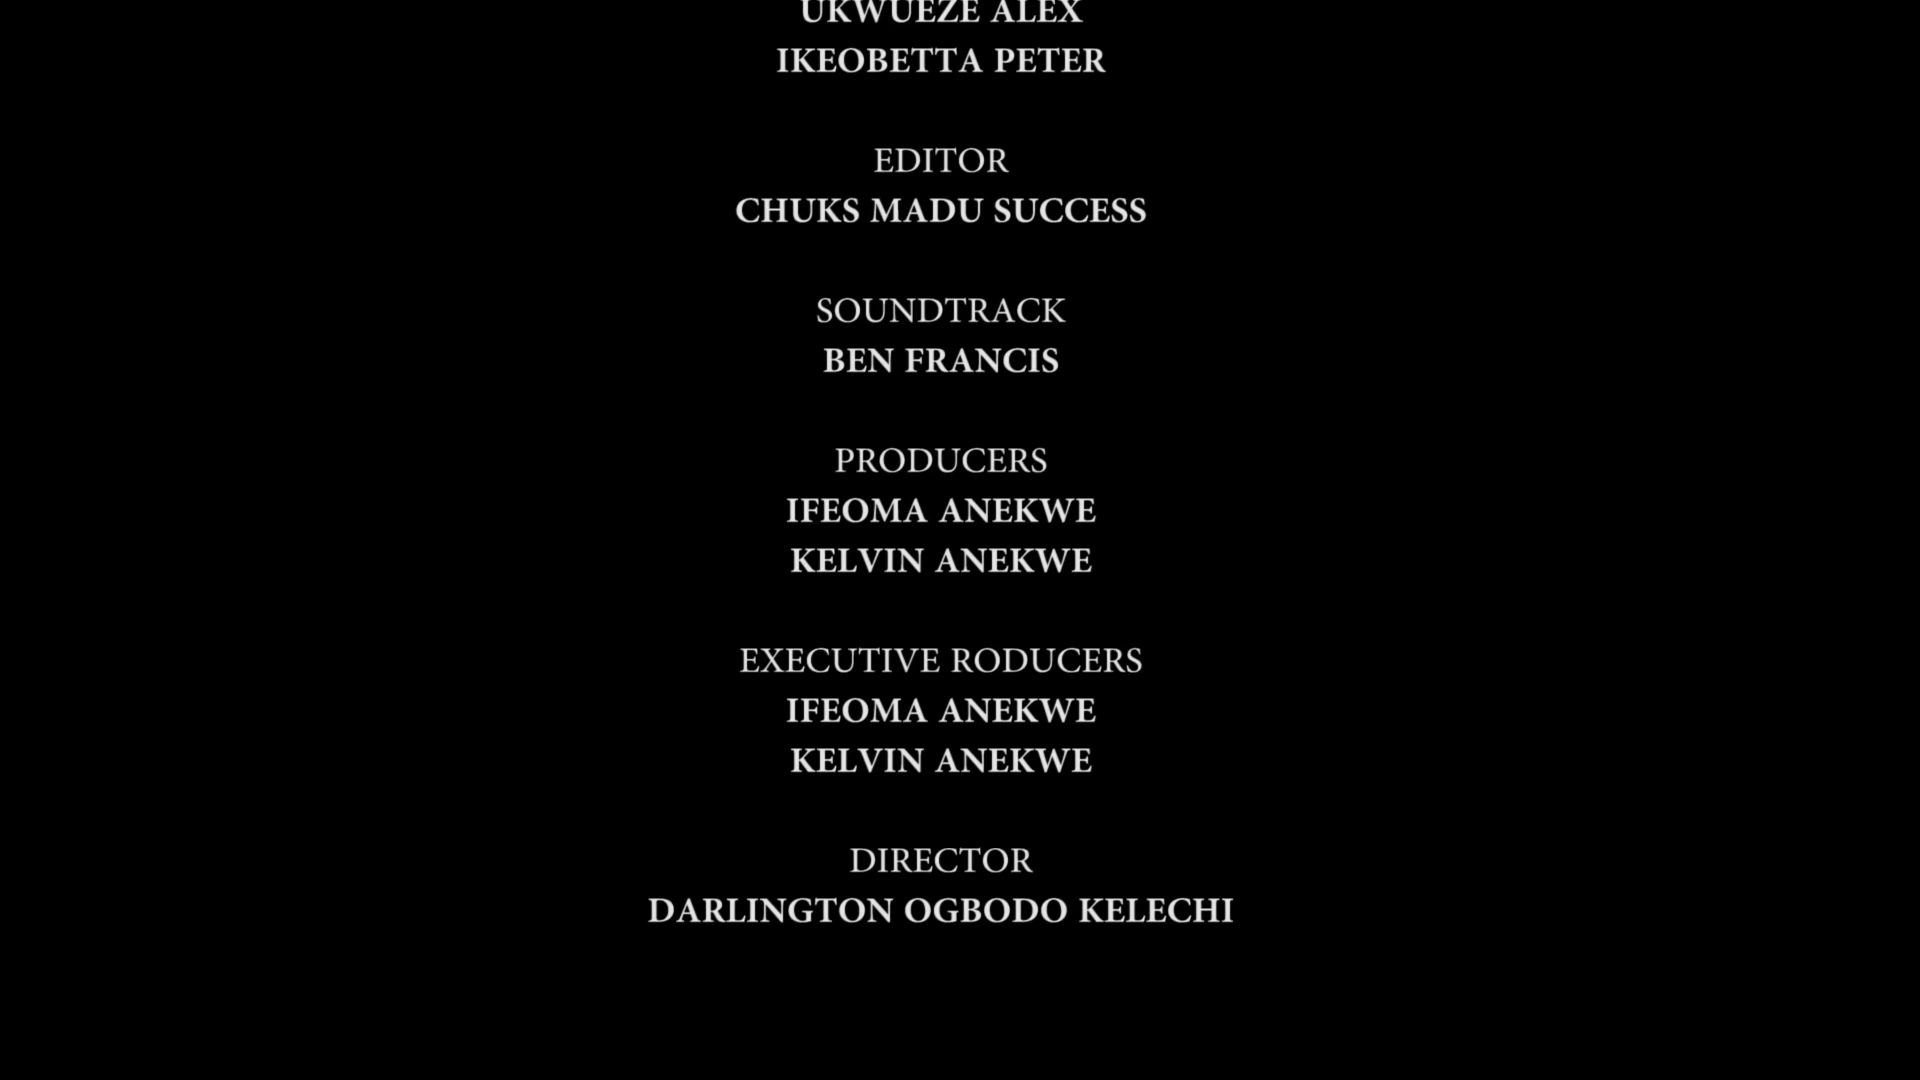 UKWUEZE ALEX
IKEOBETTA PETER
EDITOR
CHUKS MADU SUCCESS
SOUNDTRACK
BEN FRANCIS
PRODUCERS
IFEOMA ANEKWE
KELVIN ANEKWE
EXECUTIVE RODUCERS
IFEOMA ANEKWE
KELVIN ANEKWE
DIRECTOR
DARLINGTON OGBODO KELECHI